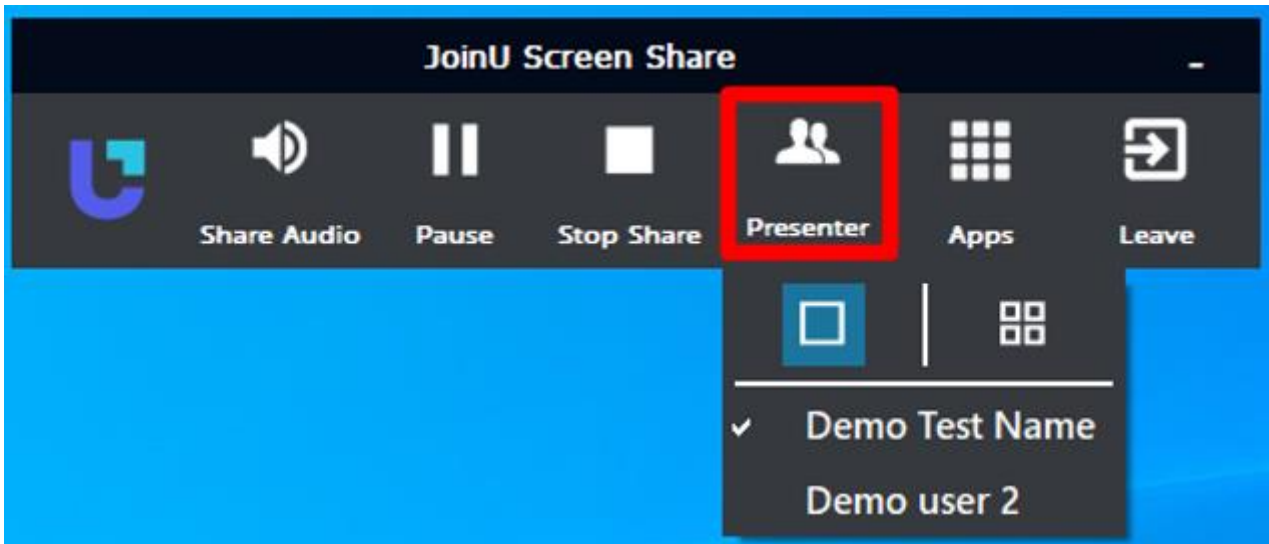 JoinU Screen Share
Share Audio Pause Stop Share Presenter Apps Leave
Demo Test Name
Demo user 2